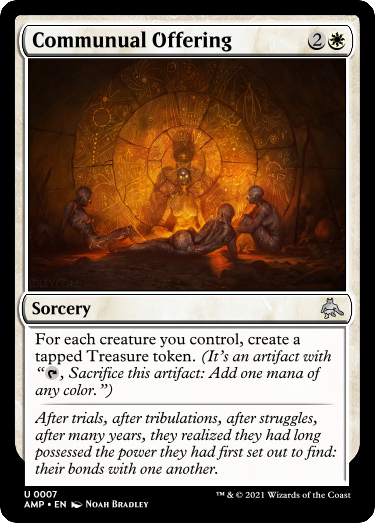 Communual Offering 2
Sorcery
For each creature you control, create a
tapped Treasure token. (It's an artifact with
“, Sacrifice this artifact: Add one mana of
any color.”)
After trials, after tribulations, after struggles,
after many years, they realized they had long
possessed the power they had first set out to find:
their bonds with one another.
U 0007
AMP • EN Noah Bradley
™ & © 2021 Wizards of the Coast